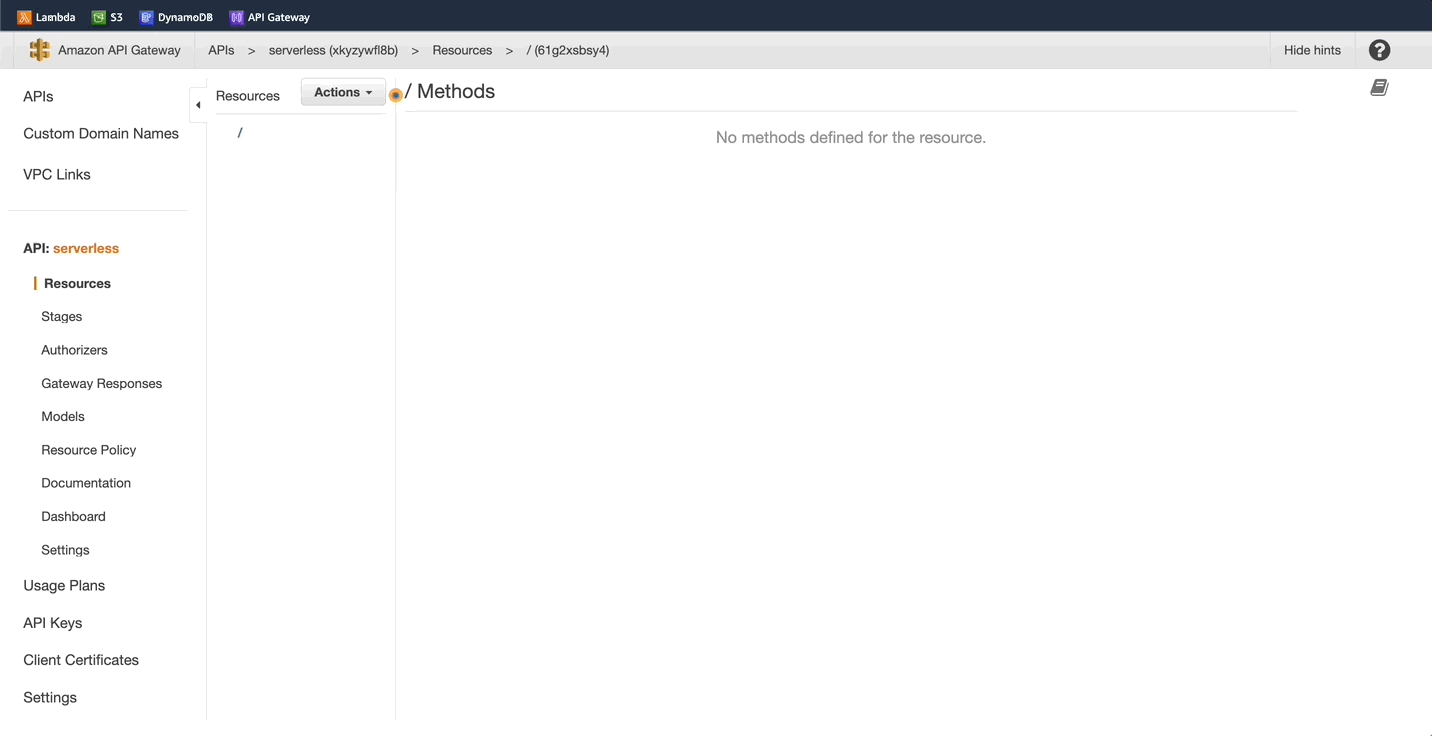 Lambda S3 DynamoDB API Gateway
Amazon API Gateway APIs > serverless (xkyzywfl8b) > Resources > / (61g2xsbsy4) Hide hints ?
APIs
Custom Domain Names
VPC Links
API: serverless
Resources
Stages
Authorizers
Gateway Responses
Models
Resource Policy
Documentation
Dashboard
Settings
Usage Plans
API Keys
Client Certificates
Settings
Resources Actions
/
/ Methods
No methods defined for the resource.